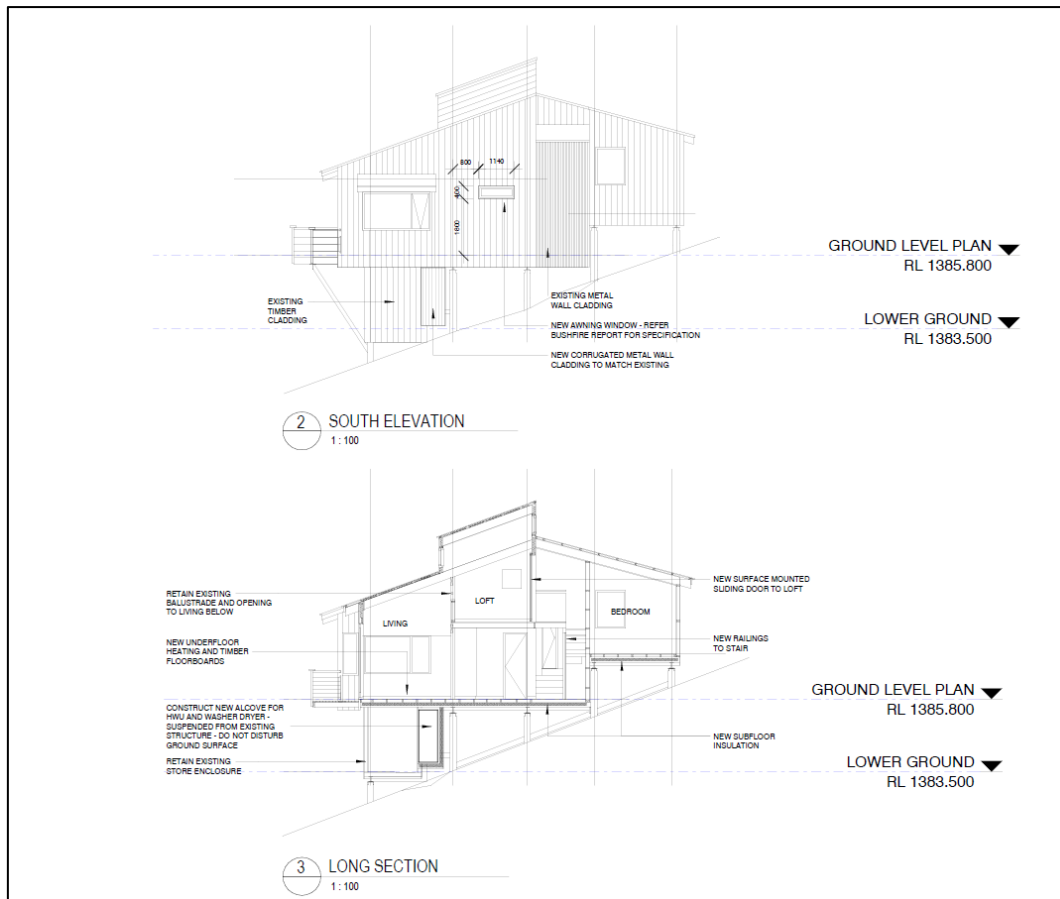 800
1140
400
1600
GROUND LEVEL PLAN
RL 1385.800
EXISTING
TIMBER
CLADDING
EXISTING METAL
WALL CLADDING
LOWER GROUND
RL 1383.500
NEW AWNING WINDOW - REFER
BUSHFIRE REPORT FOR SPECIFICATION
NEW CORRUGATED METAL WALL
CLADDING TO MATCH EXISTING
2
SOUTH ELEVATION
1 : 100
RETAIN EXISTING
BALUSTRADE AND OPENING
TO LIVING BELOW
LIVING
LOFT
BEDROOM
NEW SURFACE MOUNTED
SLIDING DOOR TO LOFT
NEW UNDERFLOOR
HEATING AND TIMBER
FLOORBOARDS
NEW RAILINGS
TO STAIR
GROUND LEVEL PLAN
RL 1385.800
CONSTRUCT NEW ALCOVE FOR
HWU AND WASHER DRYER -
SUSPENDED FROM EXISTING
STRUCTURE - DO NOT DISTURB
GROUND SURFACE
NEW SUBFLOOR
INSULATION
RETAIN EXISTING
STORE ENCLOSURE
LOWER GROUND
RL 1383.500
3
LONG SECTION
1 : 100